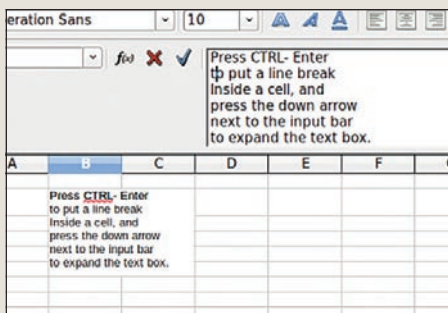 eration Sans 10
f(x)
Press CTRL- Enter
to put a line break
Inside a cell, and
press the down arrow
next to the input bar
to expand the text box.
A B C D E F
Press CTRL- Enter
to put a line break
Inside a cell, and
press the down arrow
next to the input bar
to expand the text box.